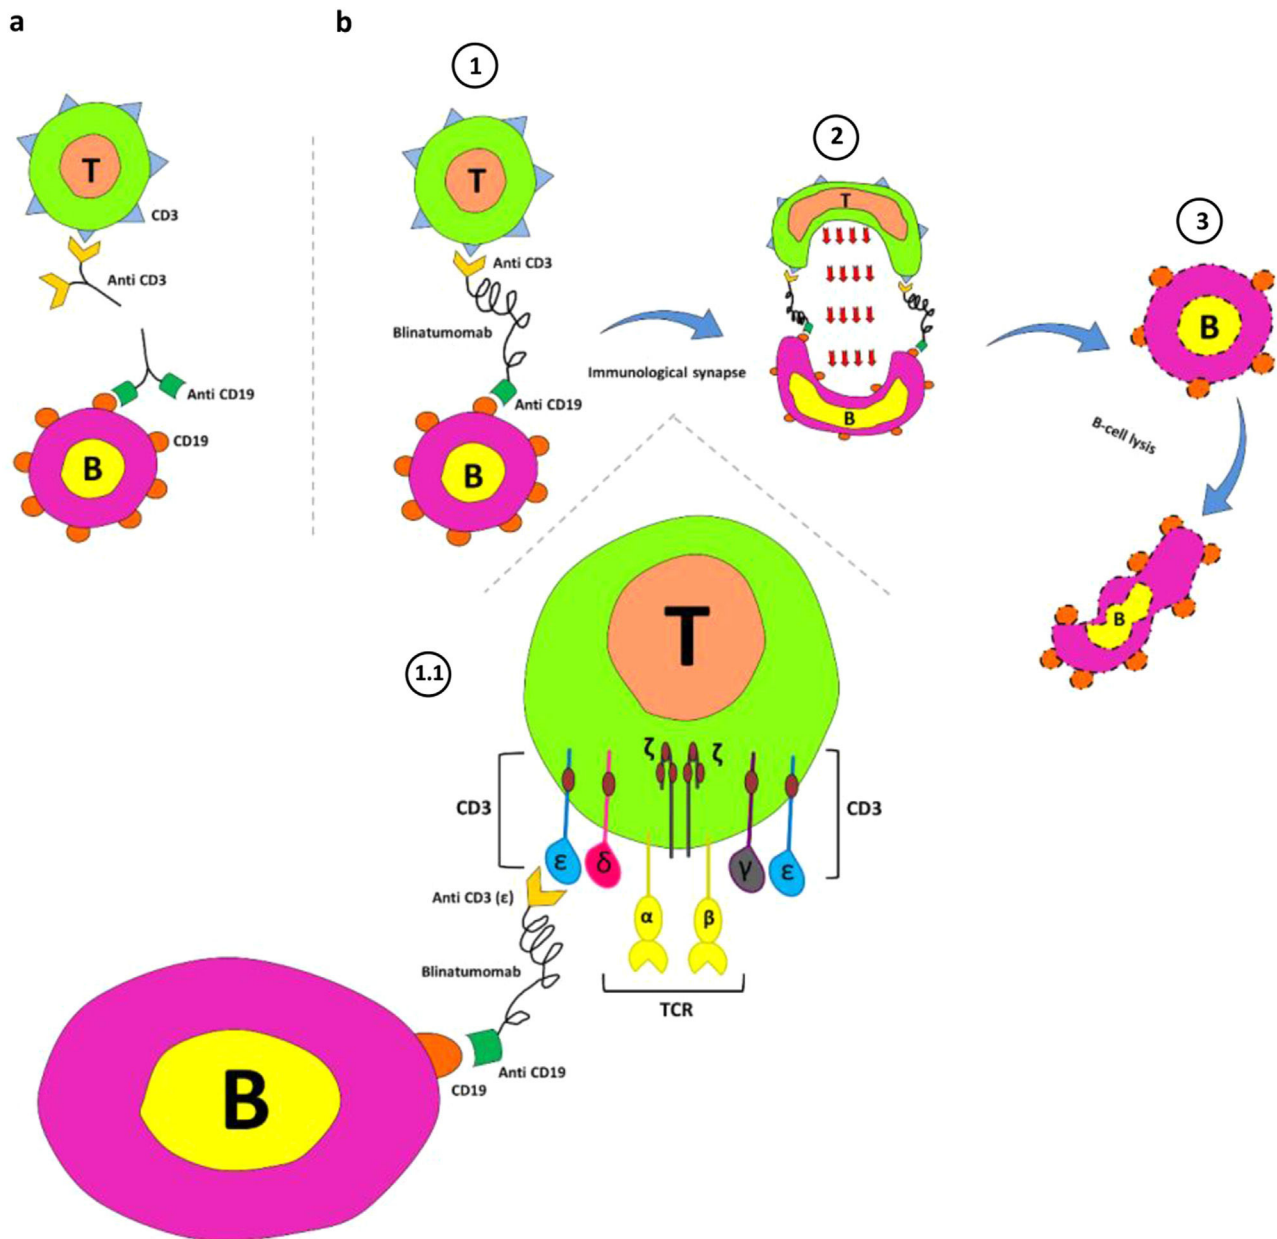 a
b
T
CD3
Anti CD3
Anti CD19
CD19
B
1
T
Anti CD3
Blinatumomab
Anti CD19
B
Immunological synapse
2
T
B
3
B
B-cell lysis
B
1.1
T
ζ
ζ
CD3
CD3
ε
δ
γ
ε
α
β
TCR
Anti CD3 (ε)
Blinatumomab
Anti CD19
CD19
B